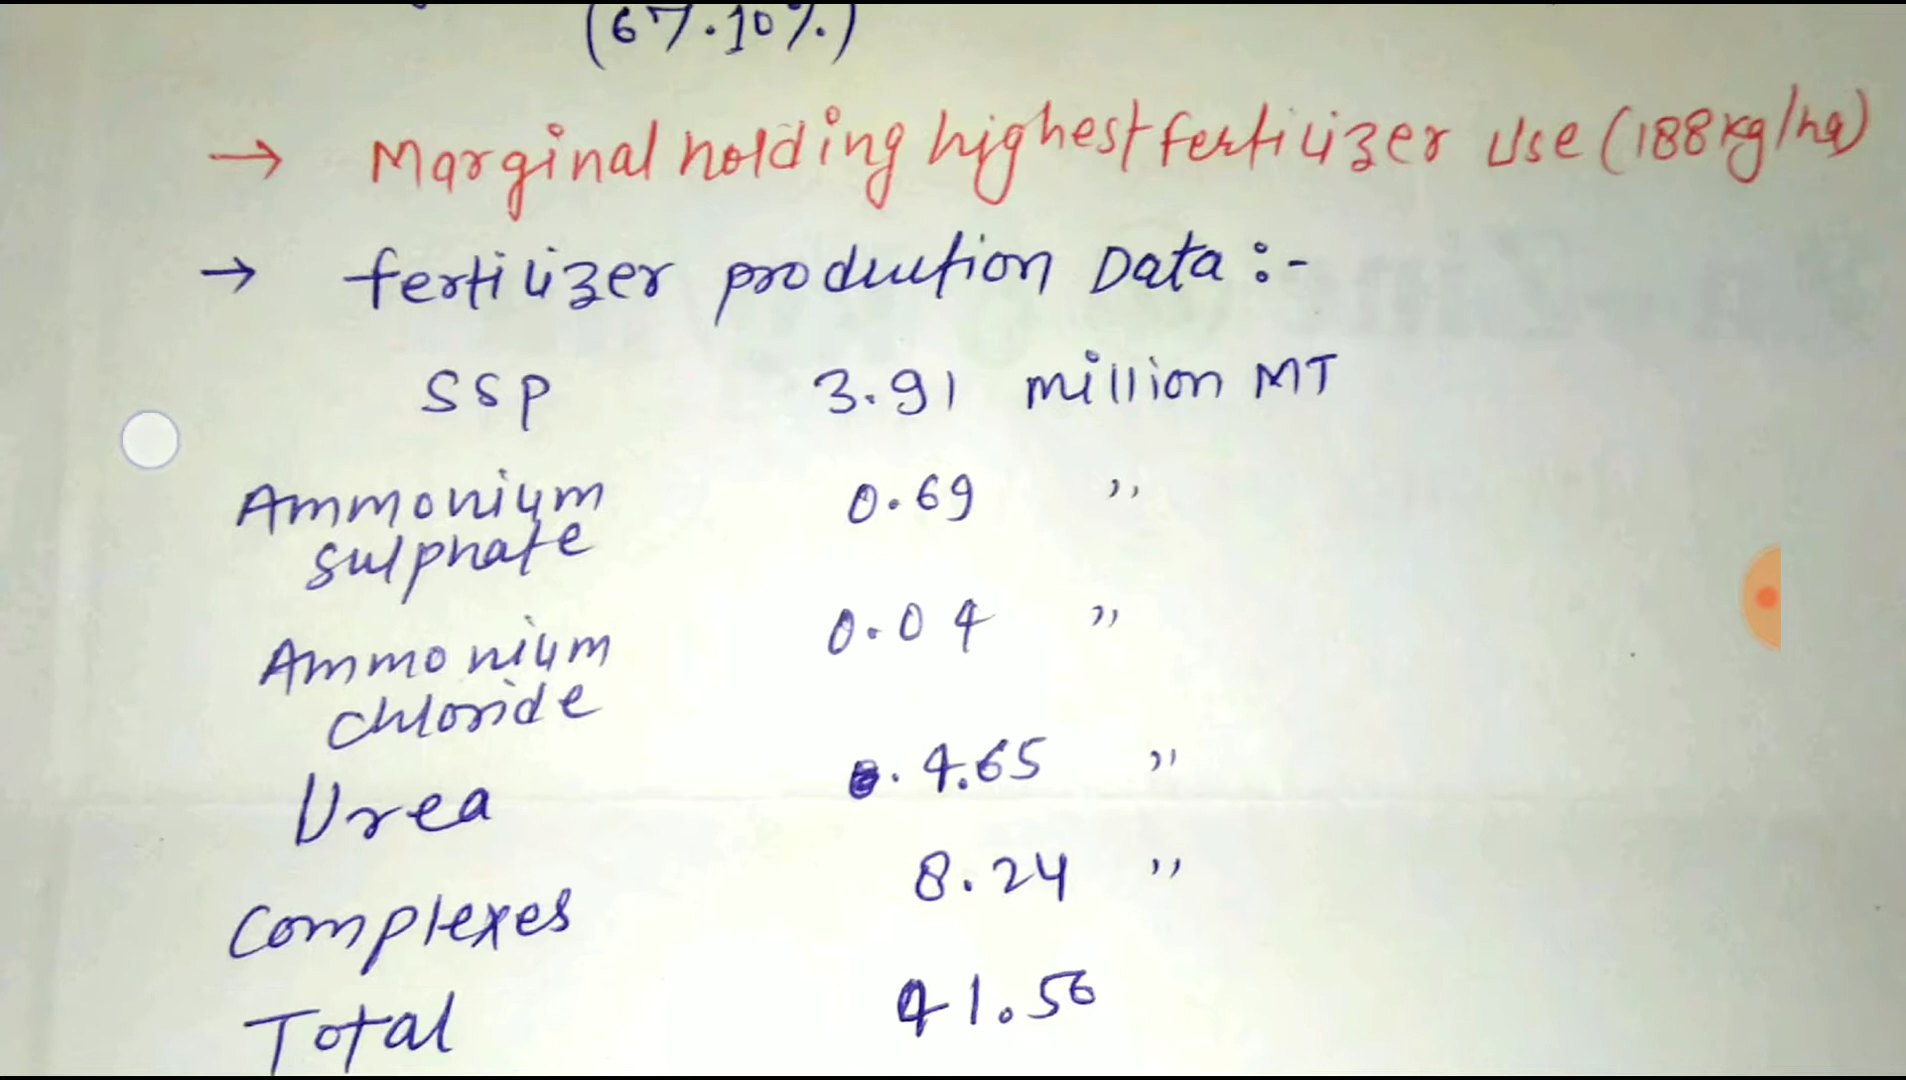 (67.10%)
→ Marginal holding highest fertilizer Use (188 kg/ha)
→ fertilizer production Data :-
SSP 3.91 million MT
Ammonium sulphate 0.69 ,,
Ammonium chloride 0.04 ,,
Urea 4.65 ,,
Complexes 8.24 ,,
Total 41.56